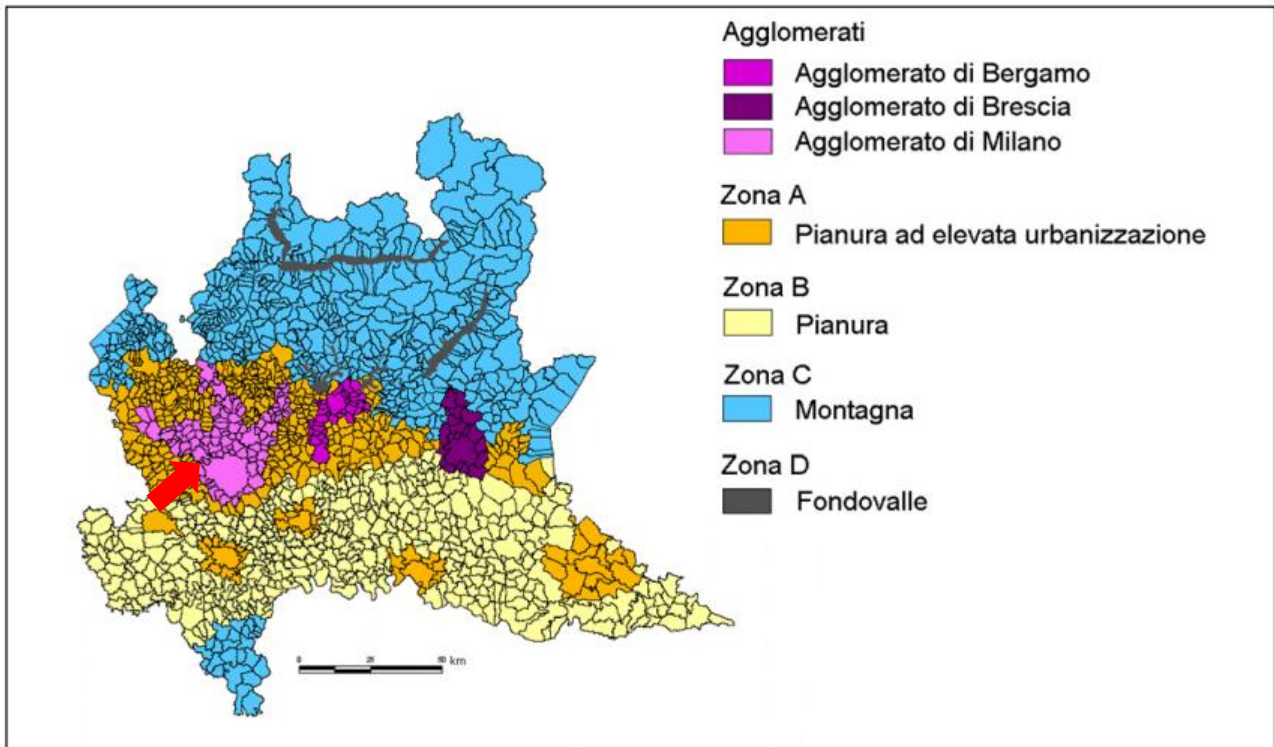 Agglomerati
Agglomerato di Bergamo
Agglomerato di Brescia
Agglomerato di Milano
Zona A
Pianura ad elevata urbanizzazione
Zona B
Pianura
Zona C
Montagna
Zona D
Fondovalle
0 25 50 km